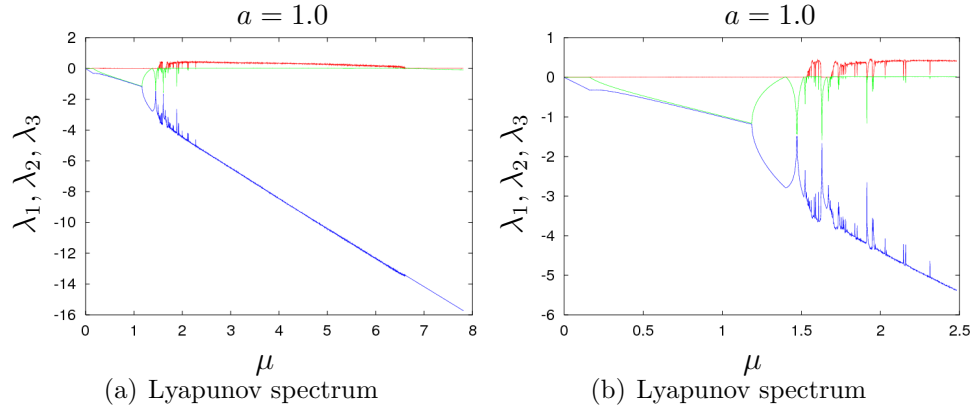 a = 1.0
2
0
-2
-4
-6
-8
-10
-12
-14
-16
0 1 2 3 4 5 6 7 8
λ₁, λ₂, λ₃
μ
(a) Lyapunov spectrum
a = 1.0
1
0
-1
-2
-3
-4
-5
-6
0 0.5 1 1.5 2 2.5
λ₁, λ₂, λ₃
μ
(b) Lyapunov spectrum